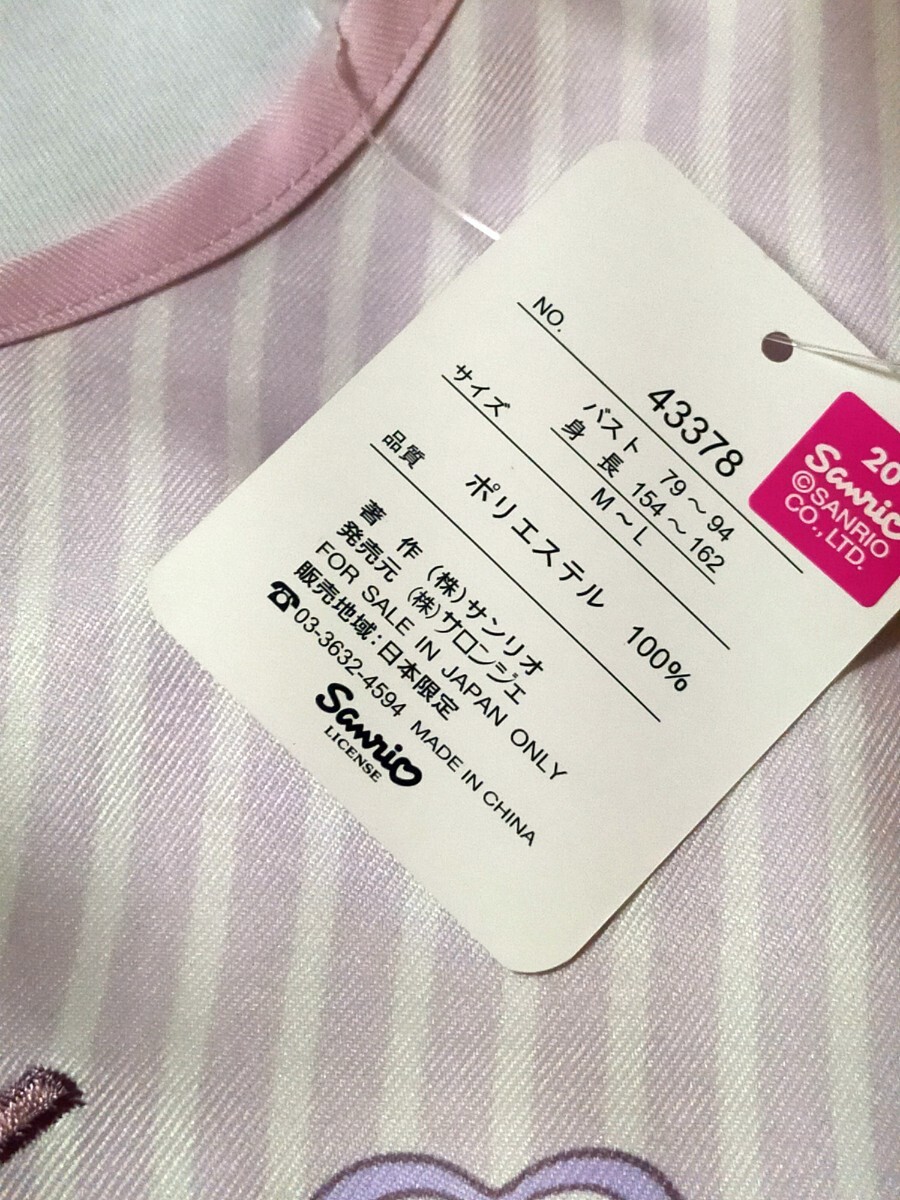 NO. 43378
サイズ バスト 79～94
身長 154～162
M～L
品質 ポリエステル 100%
著作 (株)サンリオ
発売元 (株)サロンジェ
FOR SALE IN JAPAN ONLY
販売地域:日本限定
☎03-3632-4594 MADE IN CHINA
Sanrio
LICENSE
20
Sanrio
©SANRIO
CO.,LTD.